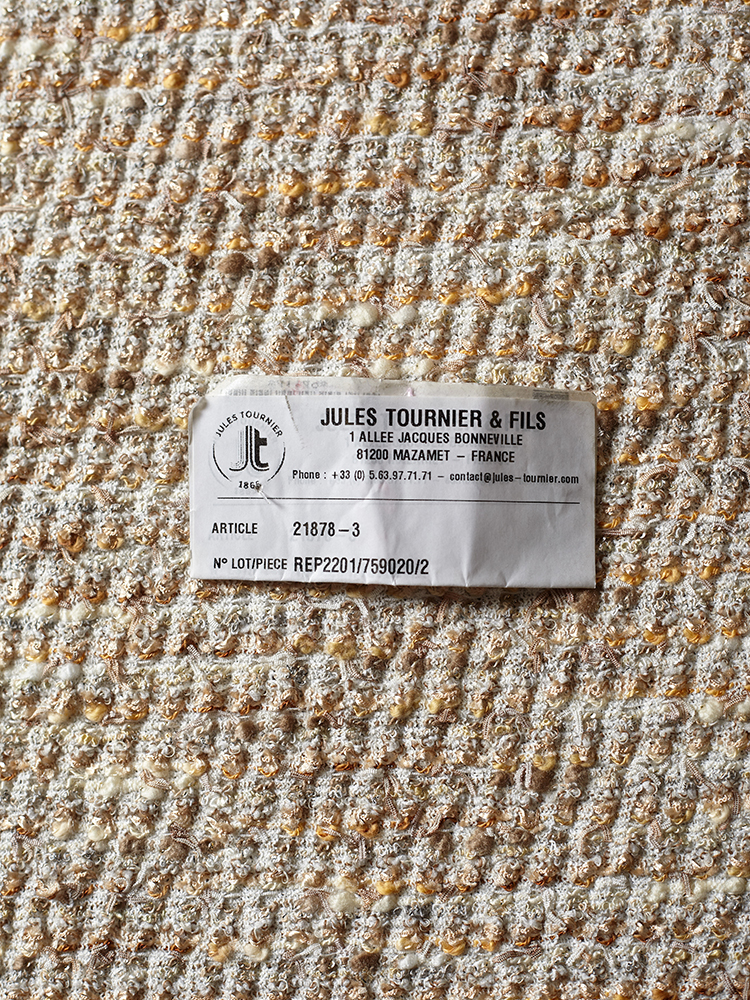 JULES TOURNIER
Jt
1865
JULES TOURNIER & FILS
1 ALLEE JACQUES BONNEVILLE
81200 MAZAMET – FRANCE
Phone : +33 (0) 5.63.97.71.71 – contact@jules-tournier.com
ARTICLE 21878-3
N° LOT/PIECE REP2201/759020/2